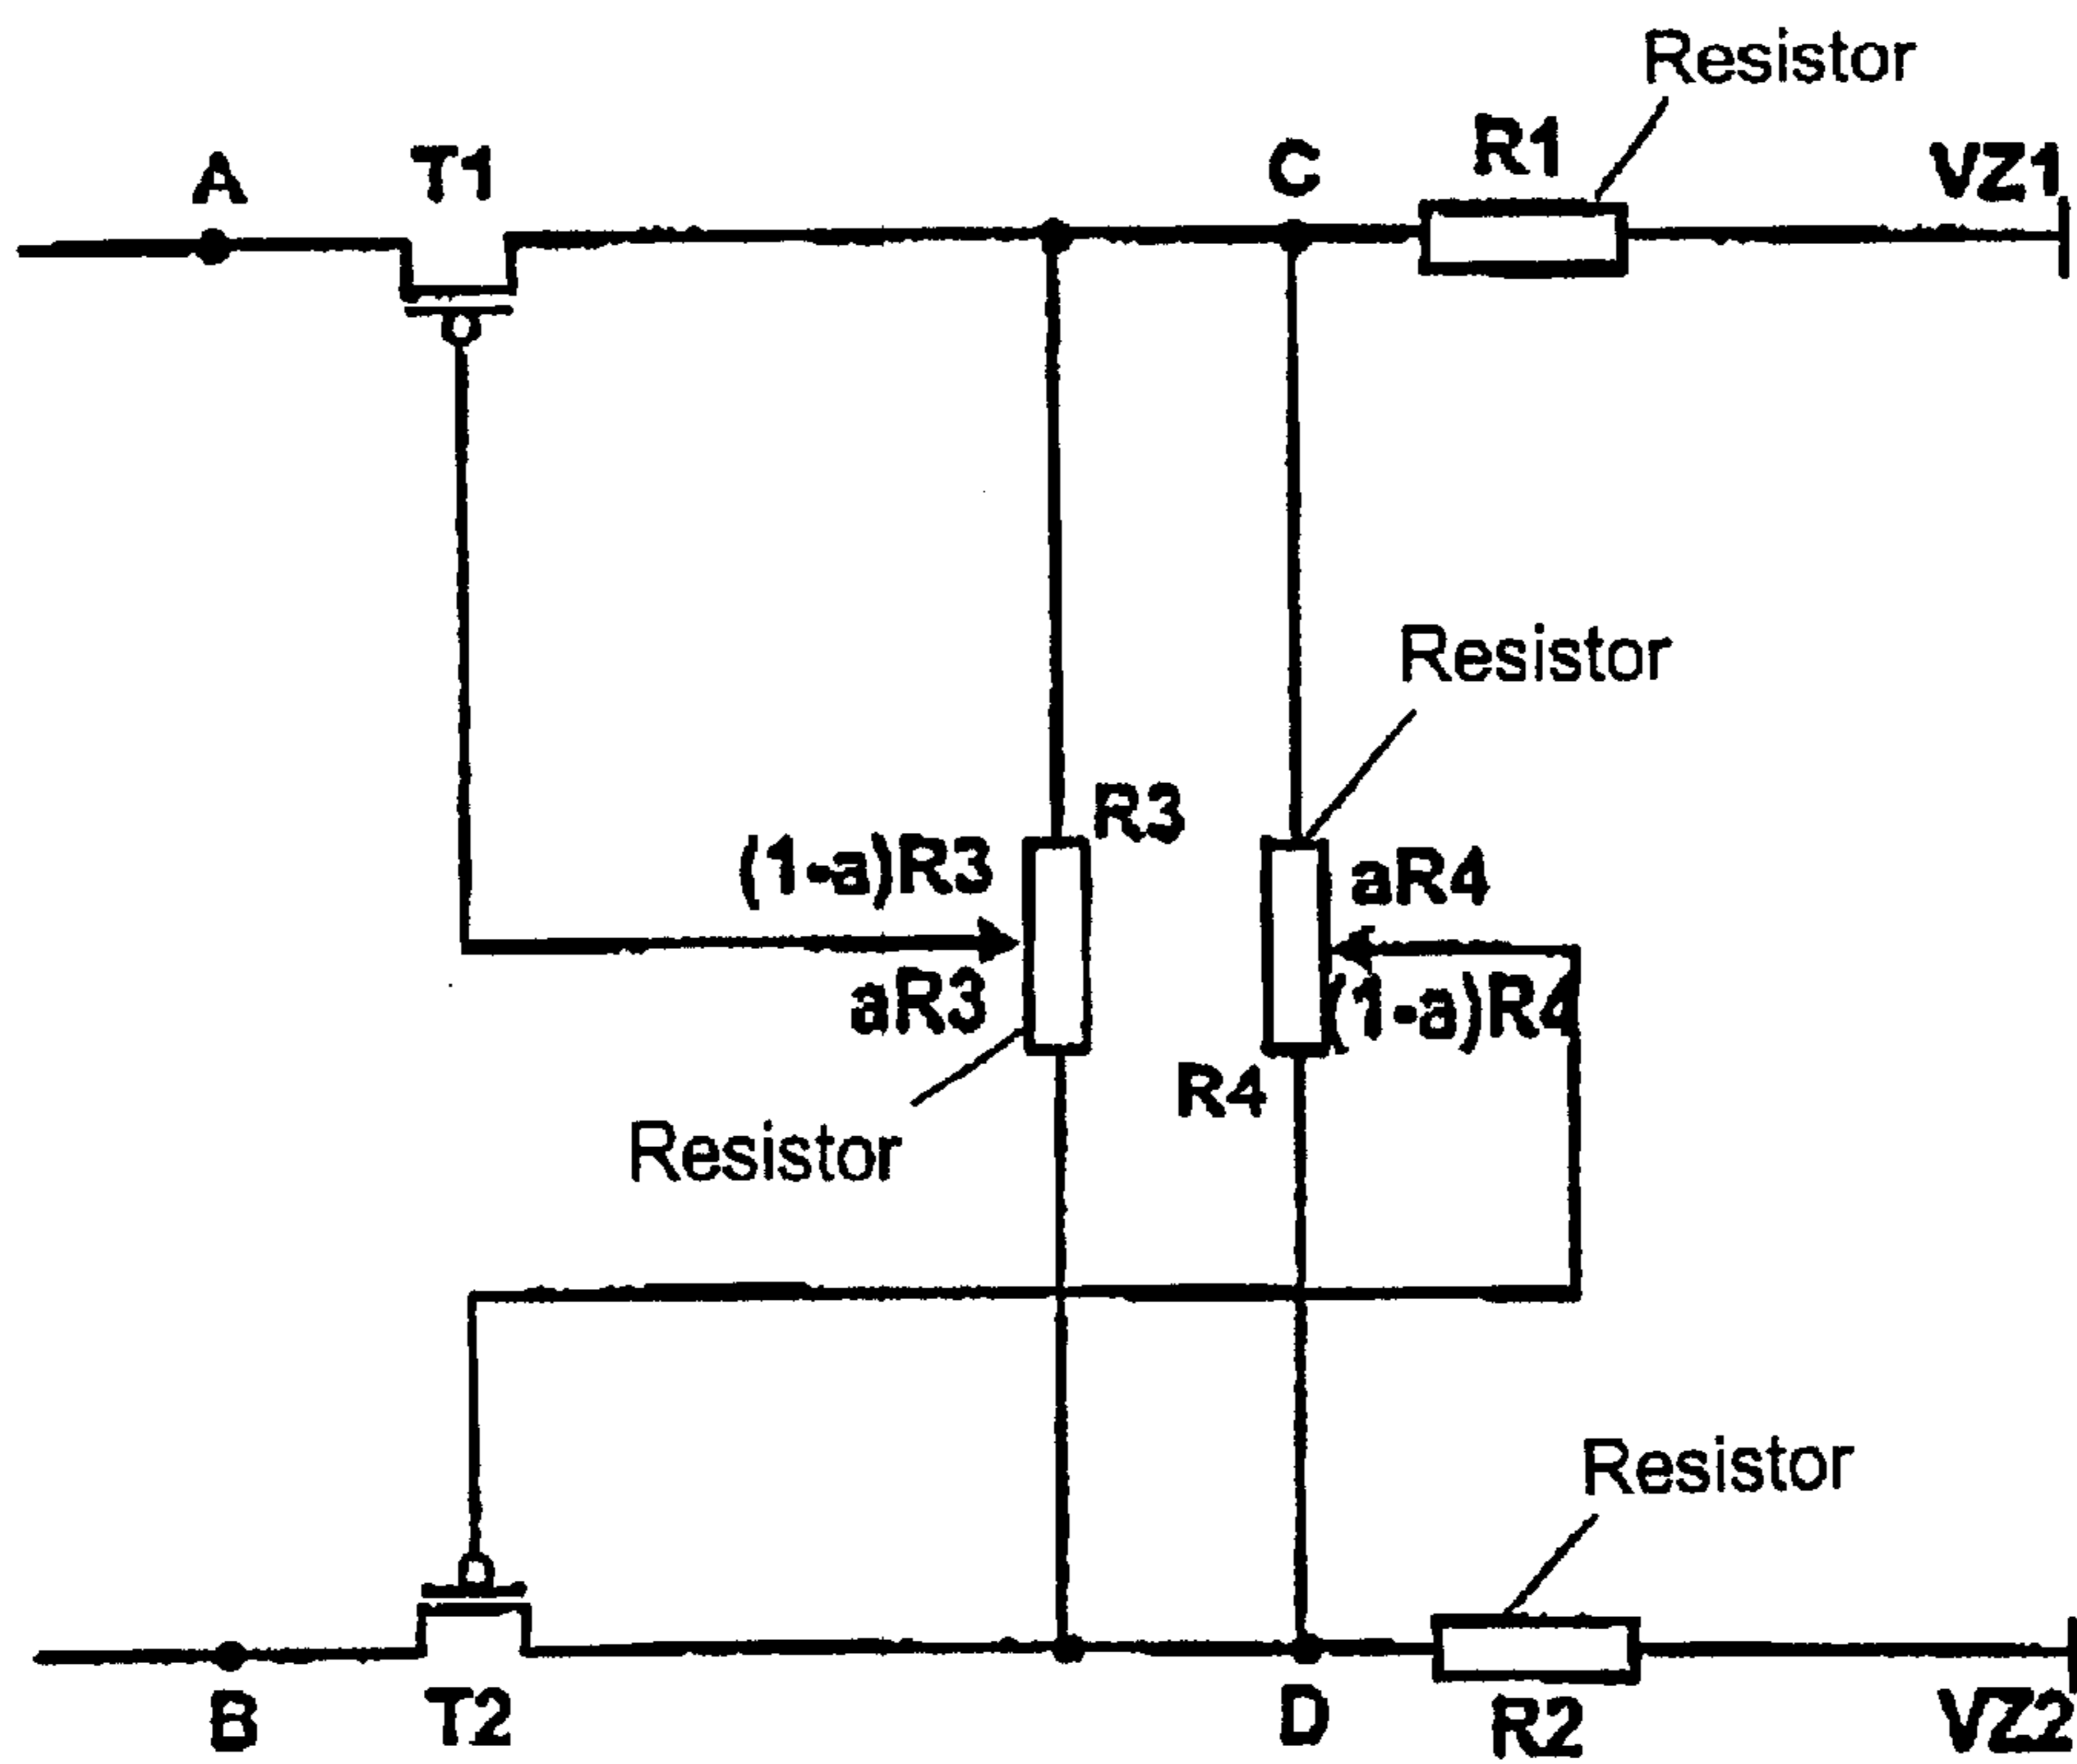 Resistor
A
T1
C
R1
VZ1
Resistor
R3
(1-a)R3
aR4
aR3
(1-a)R4
R4
Resistor
Resistor
B
T2
D
R2
VZ2